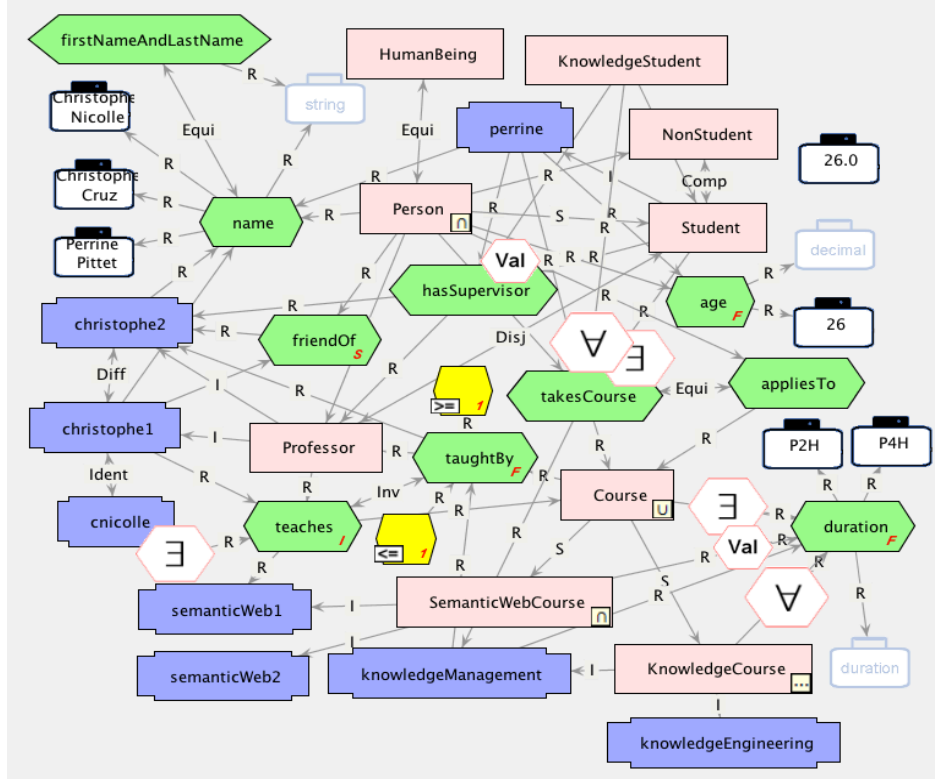 firstNameAndLastName
HumanBeing
KnowledgeStudent
R
Christophe
Nicolle
string
Equi
Equi
perrine
NonStudent
26.0
R
R
R
I
Comp
Christophe
Cruz
R
R
Person
∩
R
name
R
R
S
R
Student
Perrine
Pittet
R
Val
R
R
R
R
decimal
R
hasSupervisor
R
age
F
R
26
christophe2
R
R
R
friendOf
S
Disj
∀
∃
Diff
R
R
>=
1
takesCourse
Equi
appliesTo
I
R
christophe1
I
Professor
R
R
R
P2H
P4H
Ident
R
R
taughtBy
F
R
Course
∪
∃
R
R
R
cnicolle
teaches
I
Inv
R
R
duration
F
∃
R
<=
1
R
S
Val
R
R
R
R
R
S
R
∀
R
semanticWeb1
I
SemanticWebCourse
∩
R
semanticWeb2
I
knowledgeManagement
I
KnowledgeCourse
...
duration
I
knowledgeEngineering